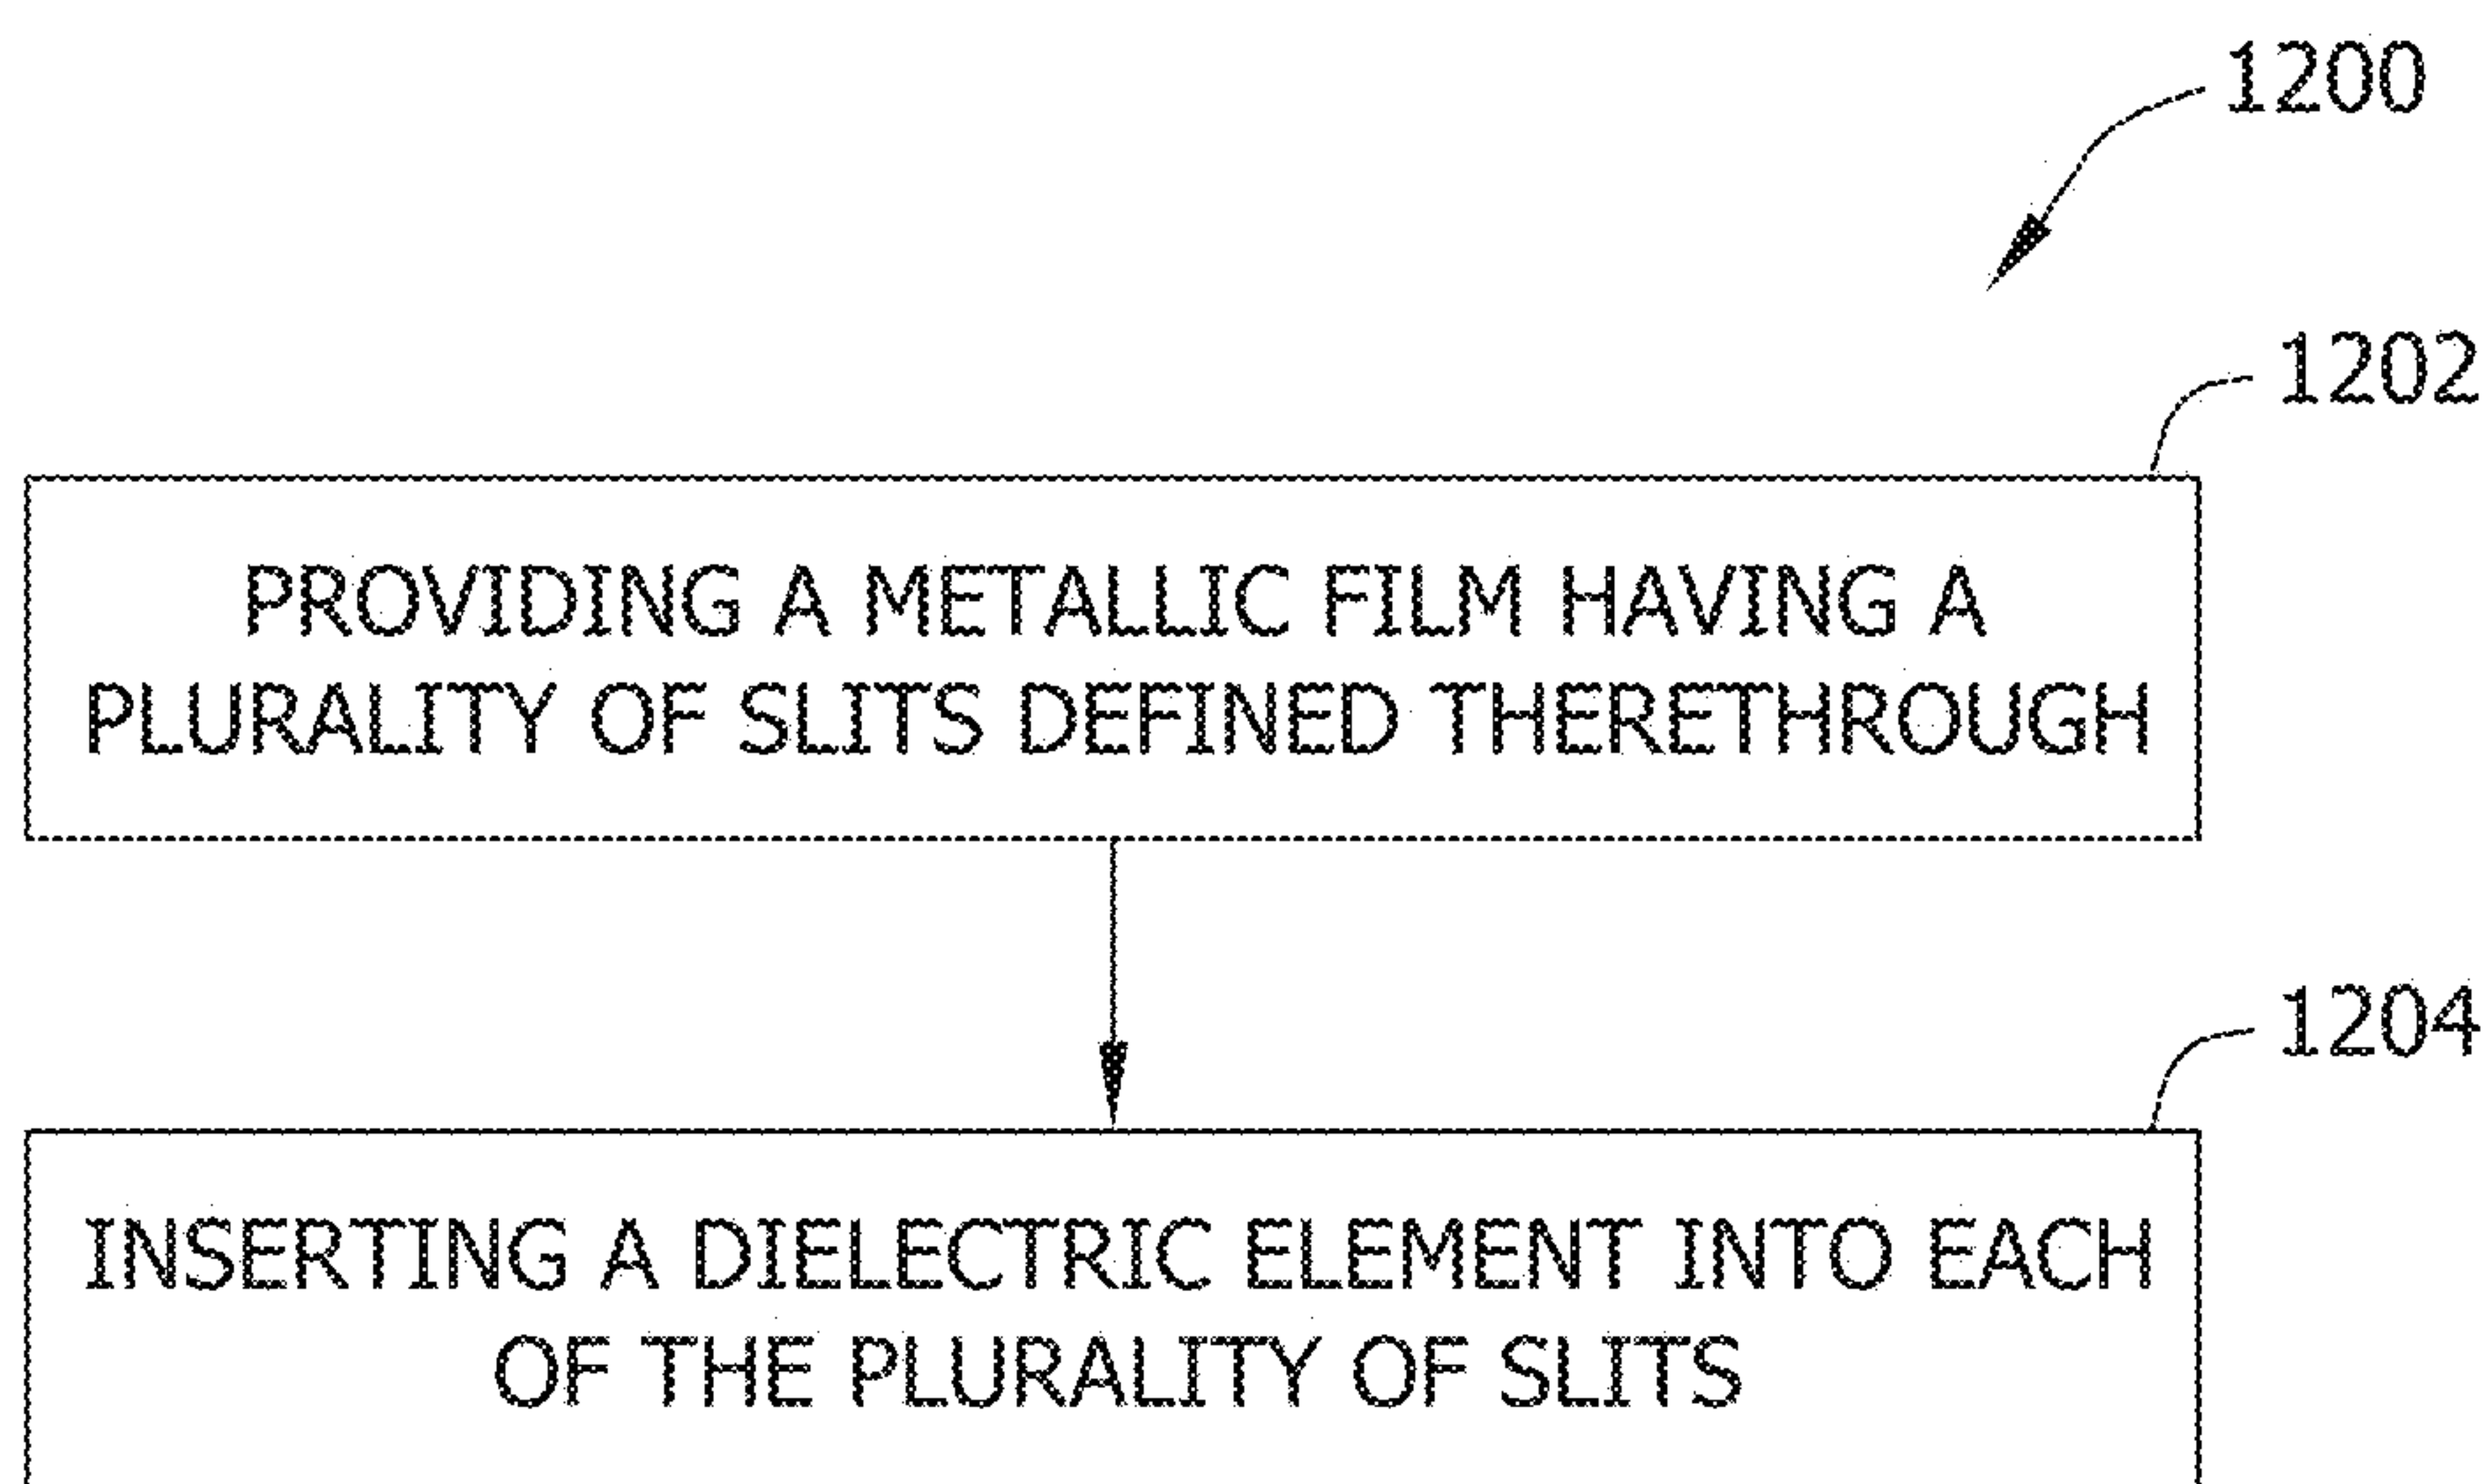 1200
1202
PROVIDING A METALLIC FILM HAVING A
PLURALITY OF SLITS DEFINED THERETHROUGH
1204
INSERTING A DIELECTRIC ELEMENT INTO EACH
OF THE PLURALITY OF SLITS